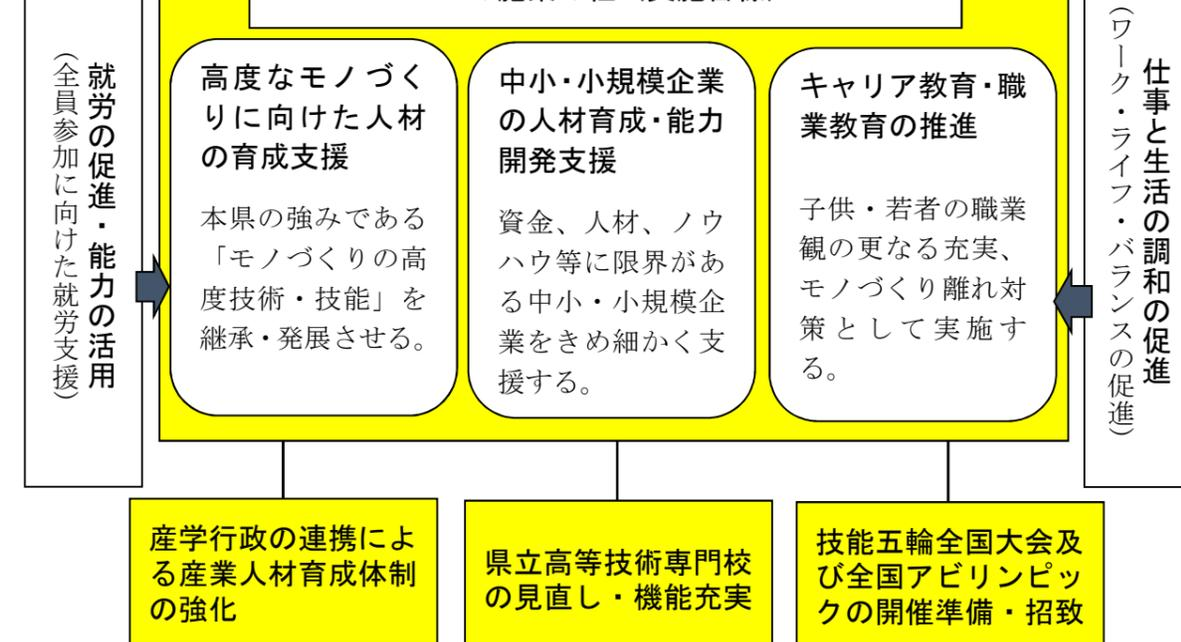 就労の促進・能力の活用
（全員参加に向けた就労支援）
高度なモノづく
りに向けた人材
の育成支援
本県の強みである
「モノづくりの高
度技術・技能」を
継承・発展させる。
中小・小規模企業
の人材育成・能力
開発支援
資金、人材、ノウ
ハウ等に限界があ
る中小・小規模企
業をきめ細かく支
援する。
キャリア教育・職
業教育の推進
子供・若者の職業
観の更なる充実、
モノづくり離れ対
策として実施す
る。
仕事と生活の調和の促進
（ワーク・ライフ・バランスの促進）
産学行政の連携によ
る産業人材育成体制
の強化
県立高等技術専門校
の見直し・機能充実
技能五輪全国大会及
び全国アビリンピッ
クの開催準備・招致